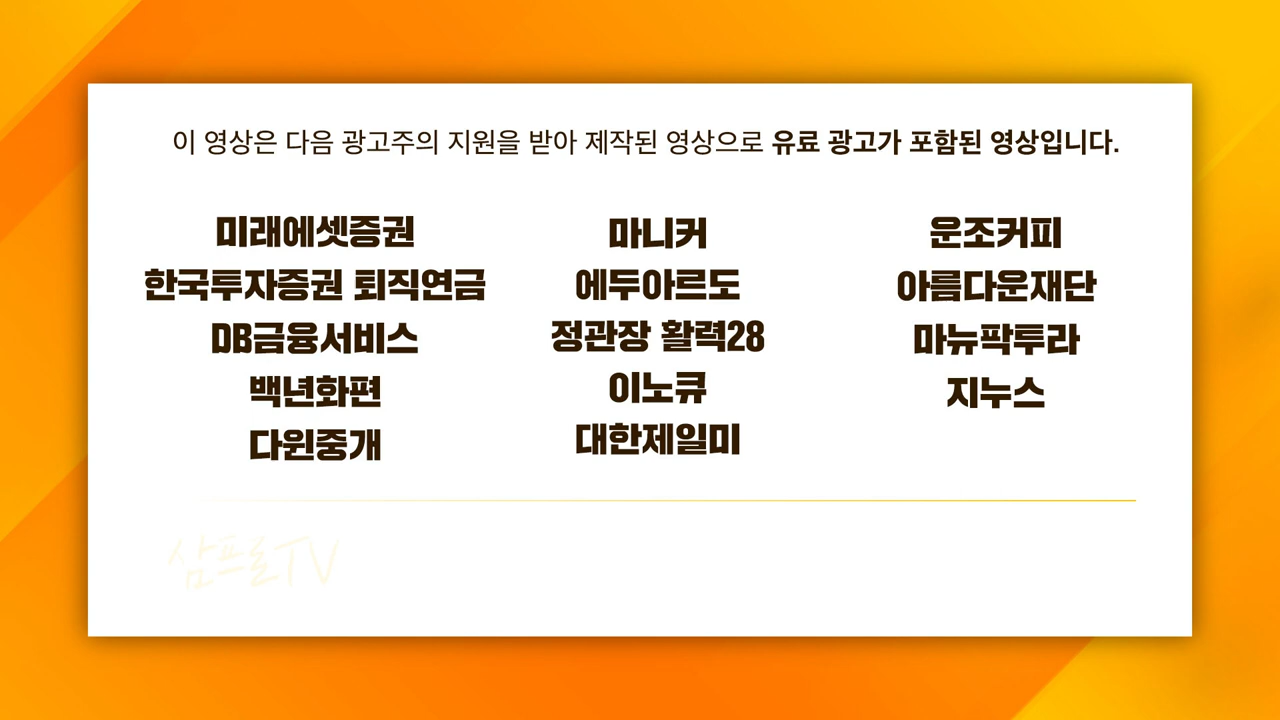 이 영상은 다음 광고주의 지원을 받아 제작된 영상으로 유료 광고가 포함된 영상입니다.
미래에셋증권
한국투자증권 퇴직연금
DB금융서비스
백년화편
다윈중개
마니커
에두아르도
정관장 활력28
이노큐
대한제일미
운조커피
아름다운재단
마뉴팍투라
지누스
삼프로TV